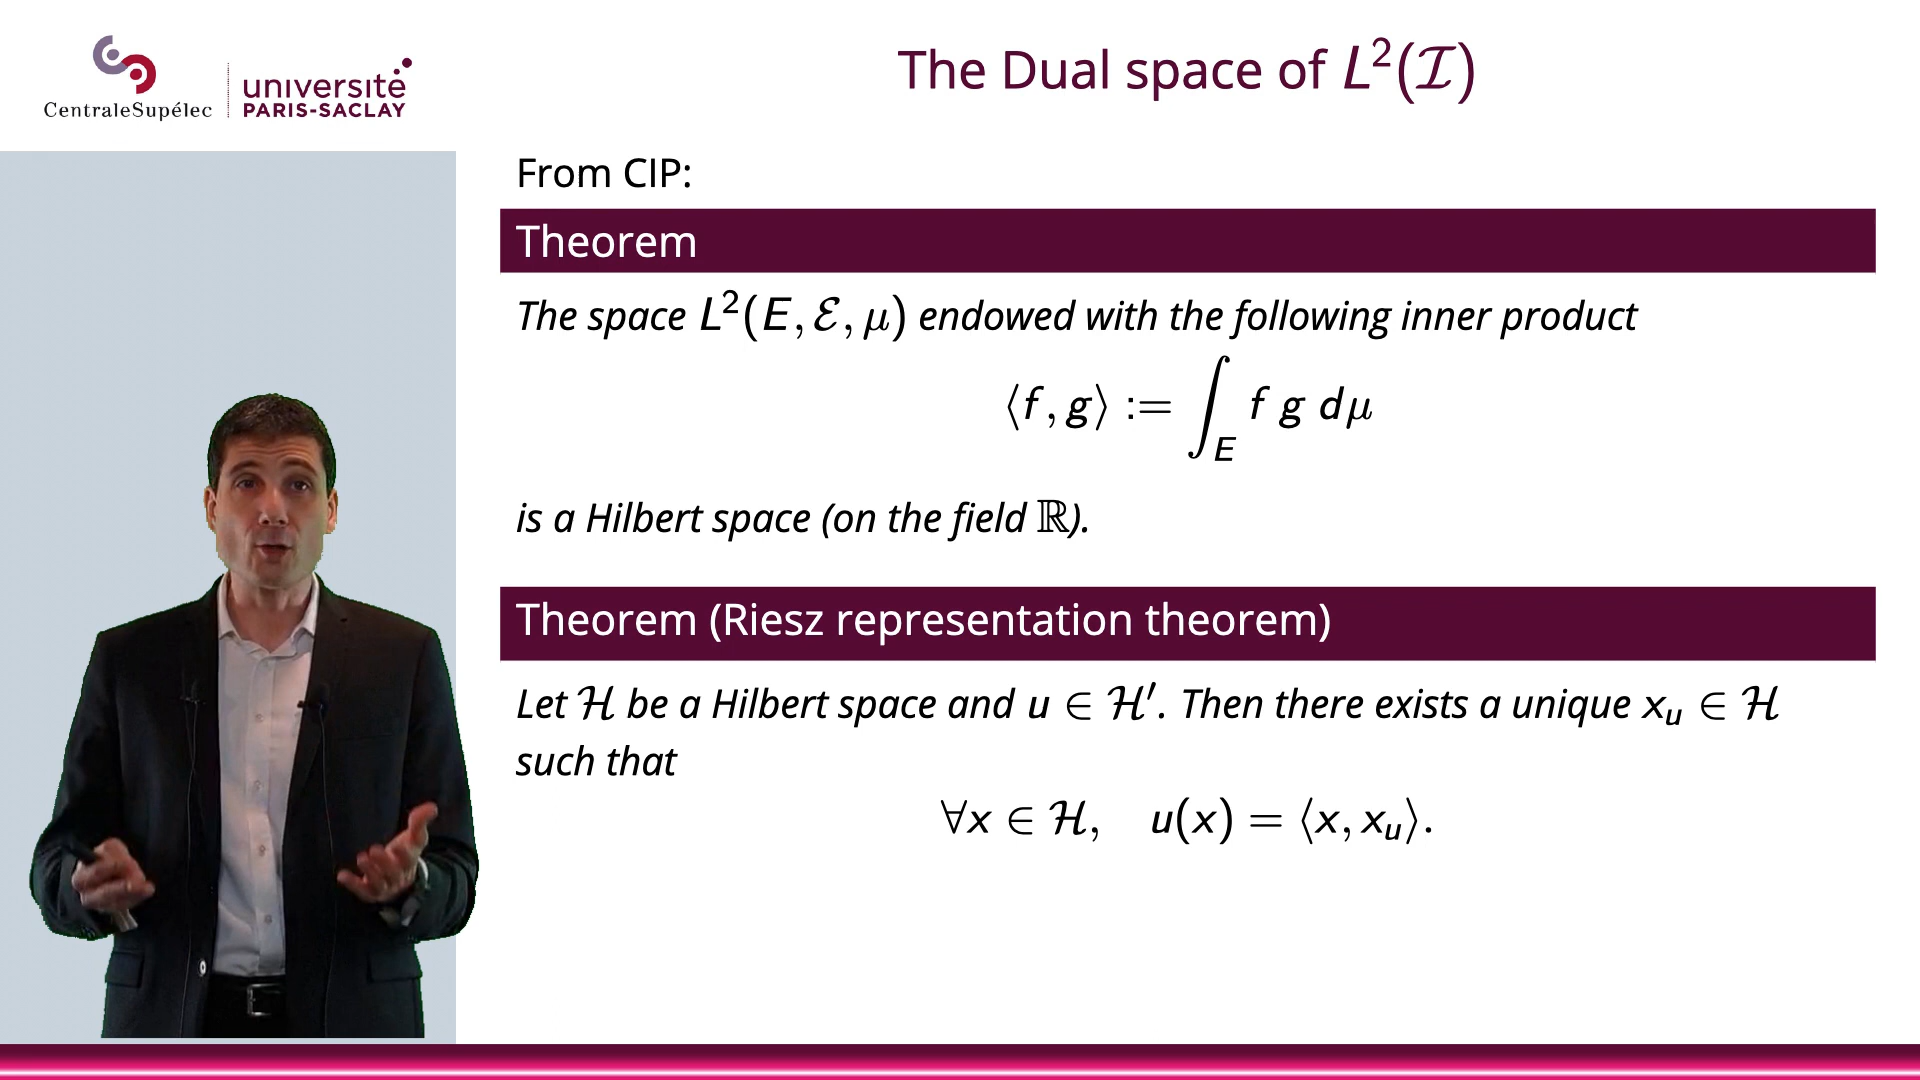 CentraleSupélec
université
PARIS-SACLAY
The Dual space of L²(ℐ)
From CIP:
Theorem
The space L²(E, ℰ, μ) endowed with the following inner product
⟨f, g⟩ := ∫_E f g dμ
is a Hilbert space (on the field ℝ).
Theorem (Riesz representation theorem)
Let ℋ be a Hilbert space and u ∈ ℋ′. Then there exists a unique x_u ∈ ℋ
such that
∀x ∈ ℋ, u(x) = ⟨x, x_u⟩.